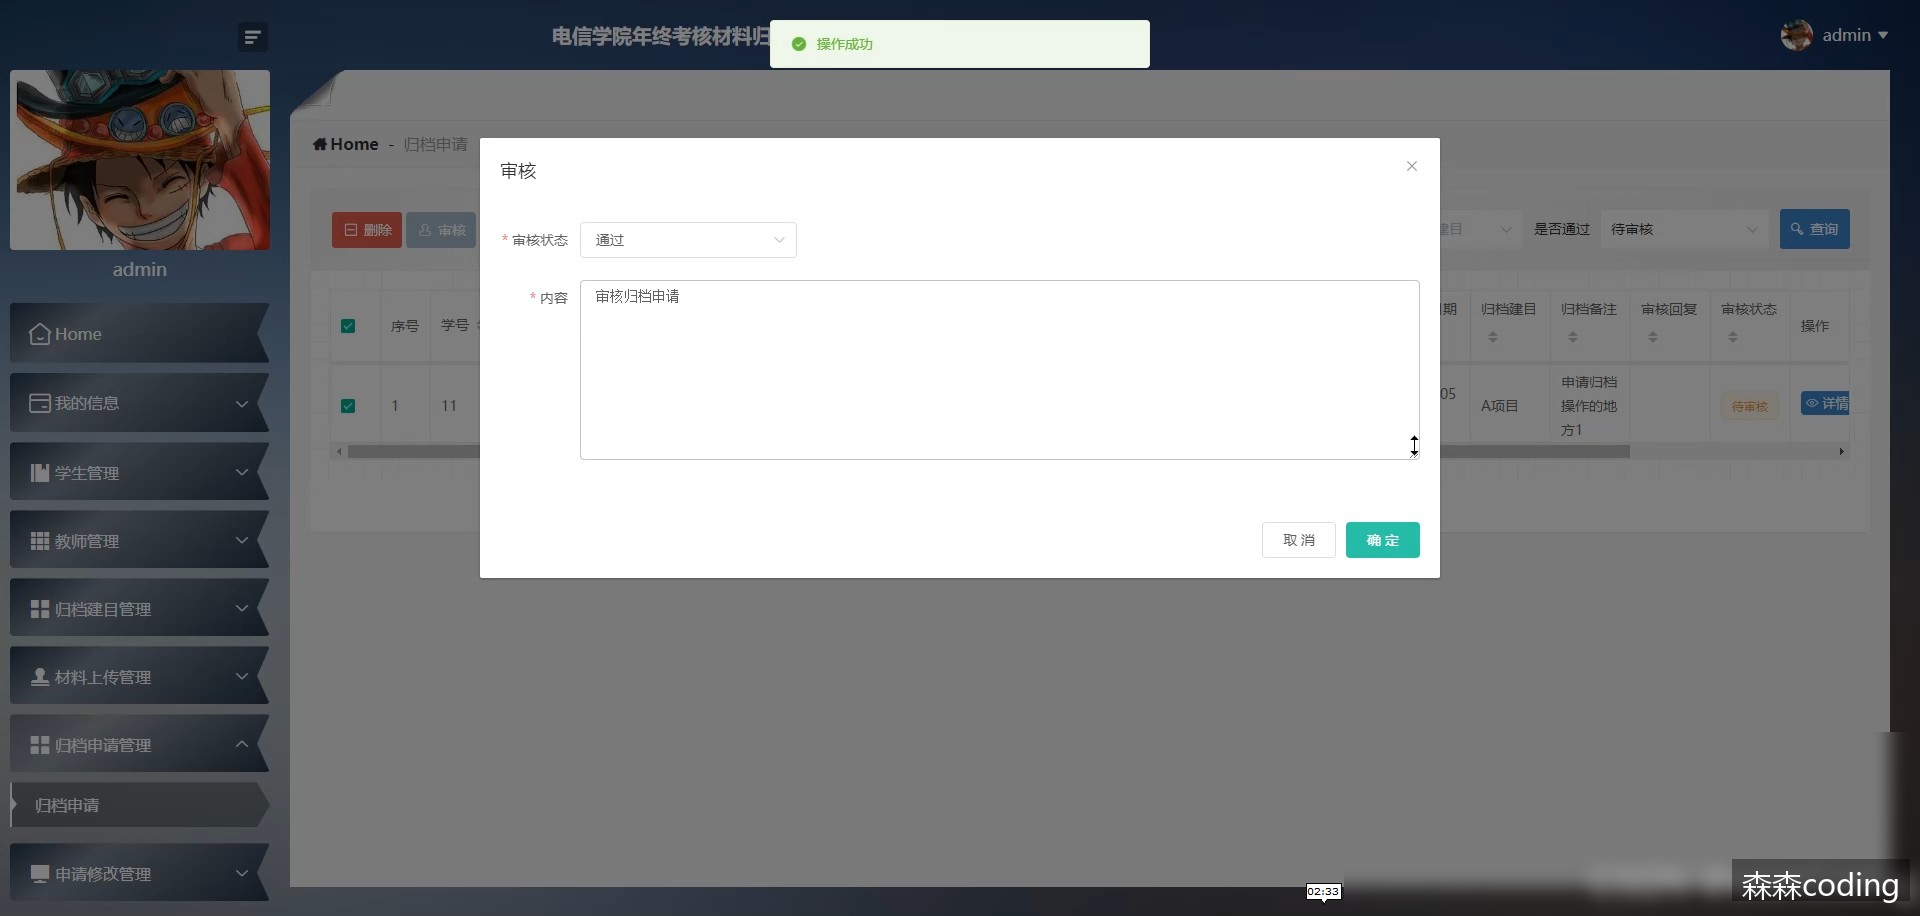 电信学院年终考核材料归
操作成功
admin
admin
Home
我的信息
学生管理
教师管理
归档建目管理
材料上传管理
归档申请管理
归档申请
申请修改管理
Home - 归档申请
删除 审核
建目 是否通过 待审核 查询
序号 学号 期 归档建目 归档备注 审核回复 审核状态 操作
1 11 05 A项目 申请归档操作的地方1 待审核 详情
审核
* 审核状态 通过
* 内容 审核归档申请
取消 确定
02:33
森森coding